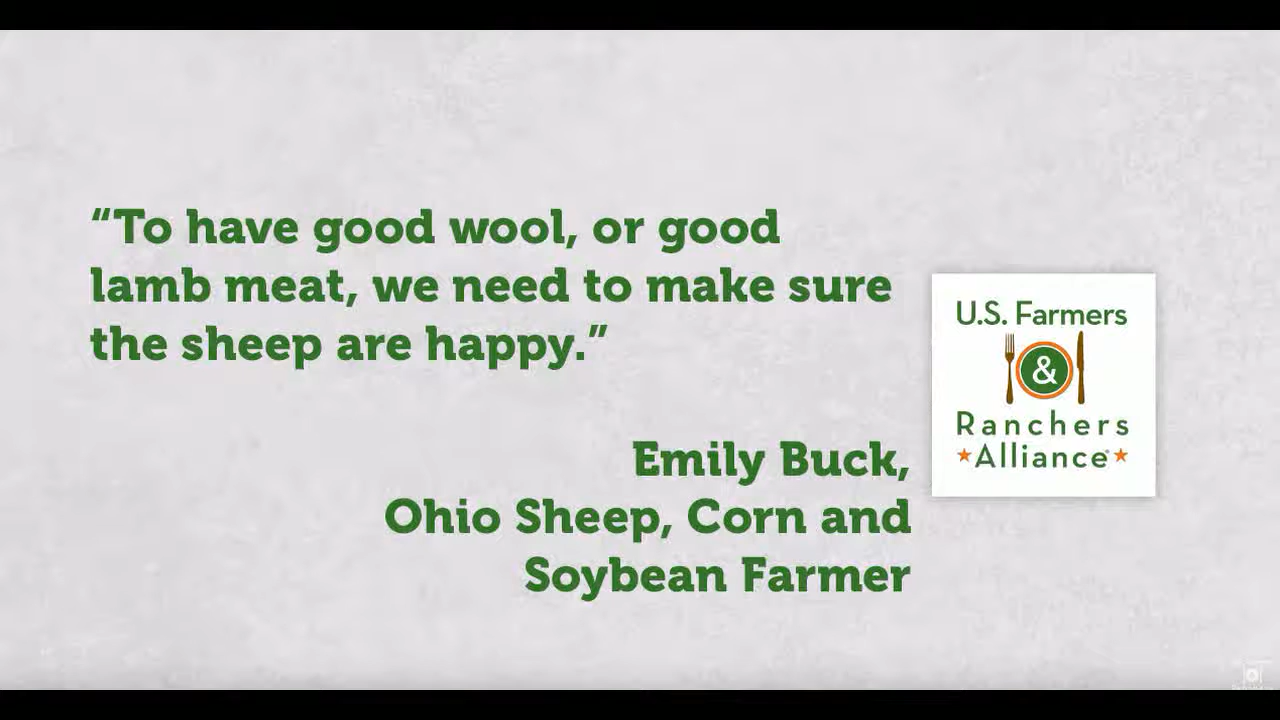 “To have good wool, or good
lamb meat, we need to make sure
the sheep are happy.”
Emily Buck,
Ohio Sheep, Corn and
Soybean Farmer
U.S. Farmers
&
Ranchers
Alliance